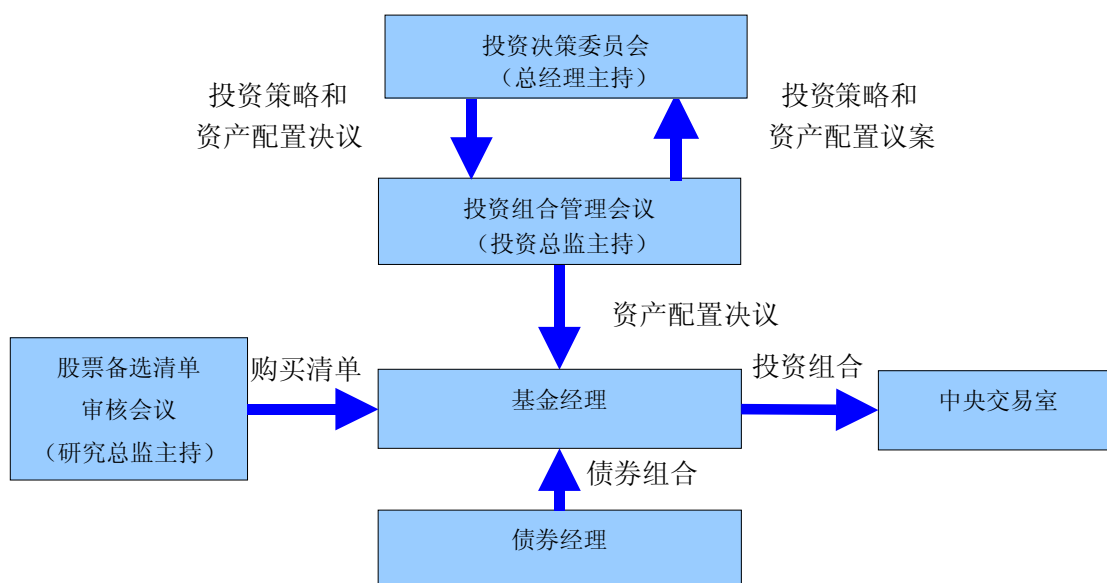 投资决策委员会
（总经理主持）
投资策略和
资产配置决议
投资策略和
资产配置议案
投资组合管理会议
（投资总监主持）
资产配置决议
股票备选清单
审核会议
（研究总监主持）
购买清单
基金经理
投资组合
中央交易室
债券组合
债券经理